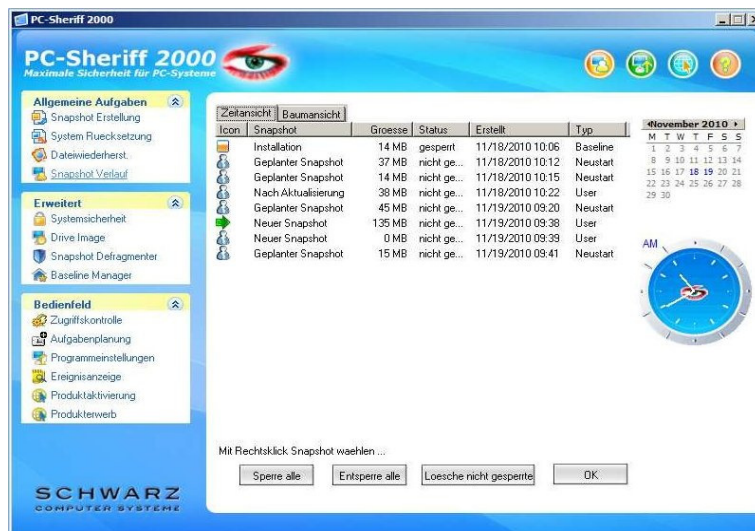 PC-Sheriff 2000
PC-Sheriff 2000
Maximale Sicherheit für PC-Systeme
Allgemeine Aufgaben
Snapshot Erstellung
System Ruecksetzung
Dateiwiederherst.
Snapshot Verlauf
Erweitert
Systemsicherheit
Drive Image
Snapshot Defragmenter
Baseline Manager
Bedienfeld
Zugriffskontrolle
Aufgabenplanung
Programmeinstellungen
Ereignisanzeige
Produktaktivierung
Produkterwerb
SCHWARZ
COMPUTER SYSTEME
Zeitansicht Baumansicht
Icon Snapshot Groesse Status Erstellt Typ
Installation 14 MB gesperrt 11/18/2010 10:06 Baseline
Geplanter Snapshot 37 MB nicht ge... 11/18/2010 10:12 Neustart
Geplanter Snapshot 14 MB nicht ge... 11/18/2010 10:15 Neustart
Nach Aktualisierung 38 MB nicht ge... 11/18/2010 10:22 User
Geplanter Snapshot 45 MB nicht ge... 11/19/2010 09:20 Neustart
Neuer Snapshot 135 MB nicht ge... 11/19/2010 09:38 User
Neuer Snapshot 0 MB nicht ge... 11/19/2010 09:39 User
Geplanter Snapshot 15 MB nicht ge... 11/19/2010 09:41 Neustart
Mit Rechtsklick Snapshot waehlen ...
Sperre alle Entsperre alle Loesche nicht gesperrte OK
November 2010
M T W T F S S
1 2 3 4 5 6 7
8 9 10 11 12 13 14
15 16 17 18 19 20 21
22 23 24 25 26 27 28
29 30
AM